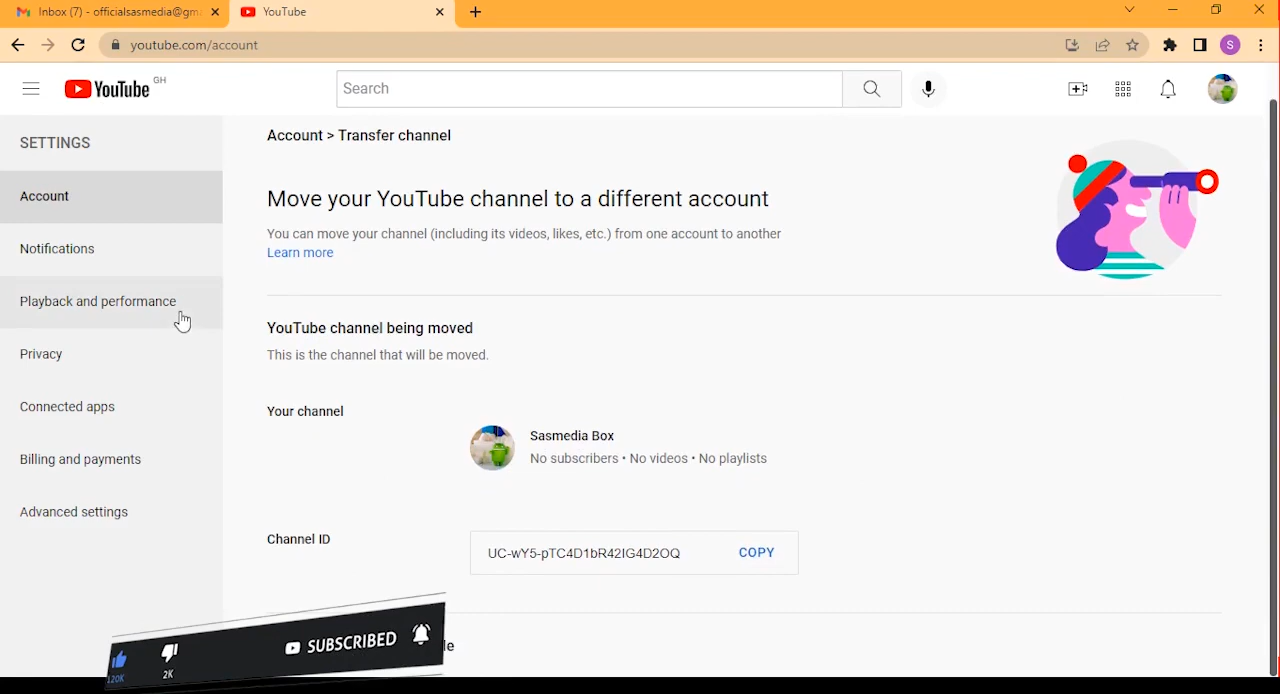 Inbox (7) - officialsasmedia@gm
YouTube
youtube.com/account
S
YouTube GH
Search
SETTINGS
Account
Notifications
Playback and performance
Privacy
Connected apps
Billing and payments
Advanced settings
Account > Transfer channel
Move your YouTube channel to a different account
You can move your channel (including its videos, likes, etc.) from one account to another
Learn more
YouTube channel being moved
This is the channel that will be moved.
Your channel
Sasmedia Box
No subscribers • No videos • No playlists
Channel ID
UC-wY5-pTC4D1bR42IG4D2OQ
COPY
le
120K
2K
SUBSCRIBED